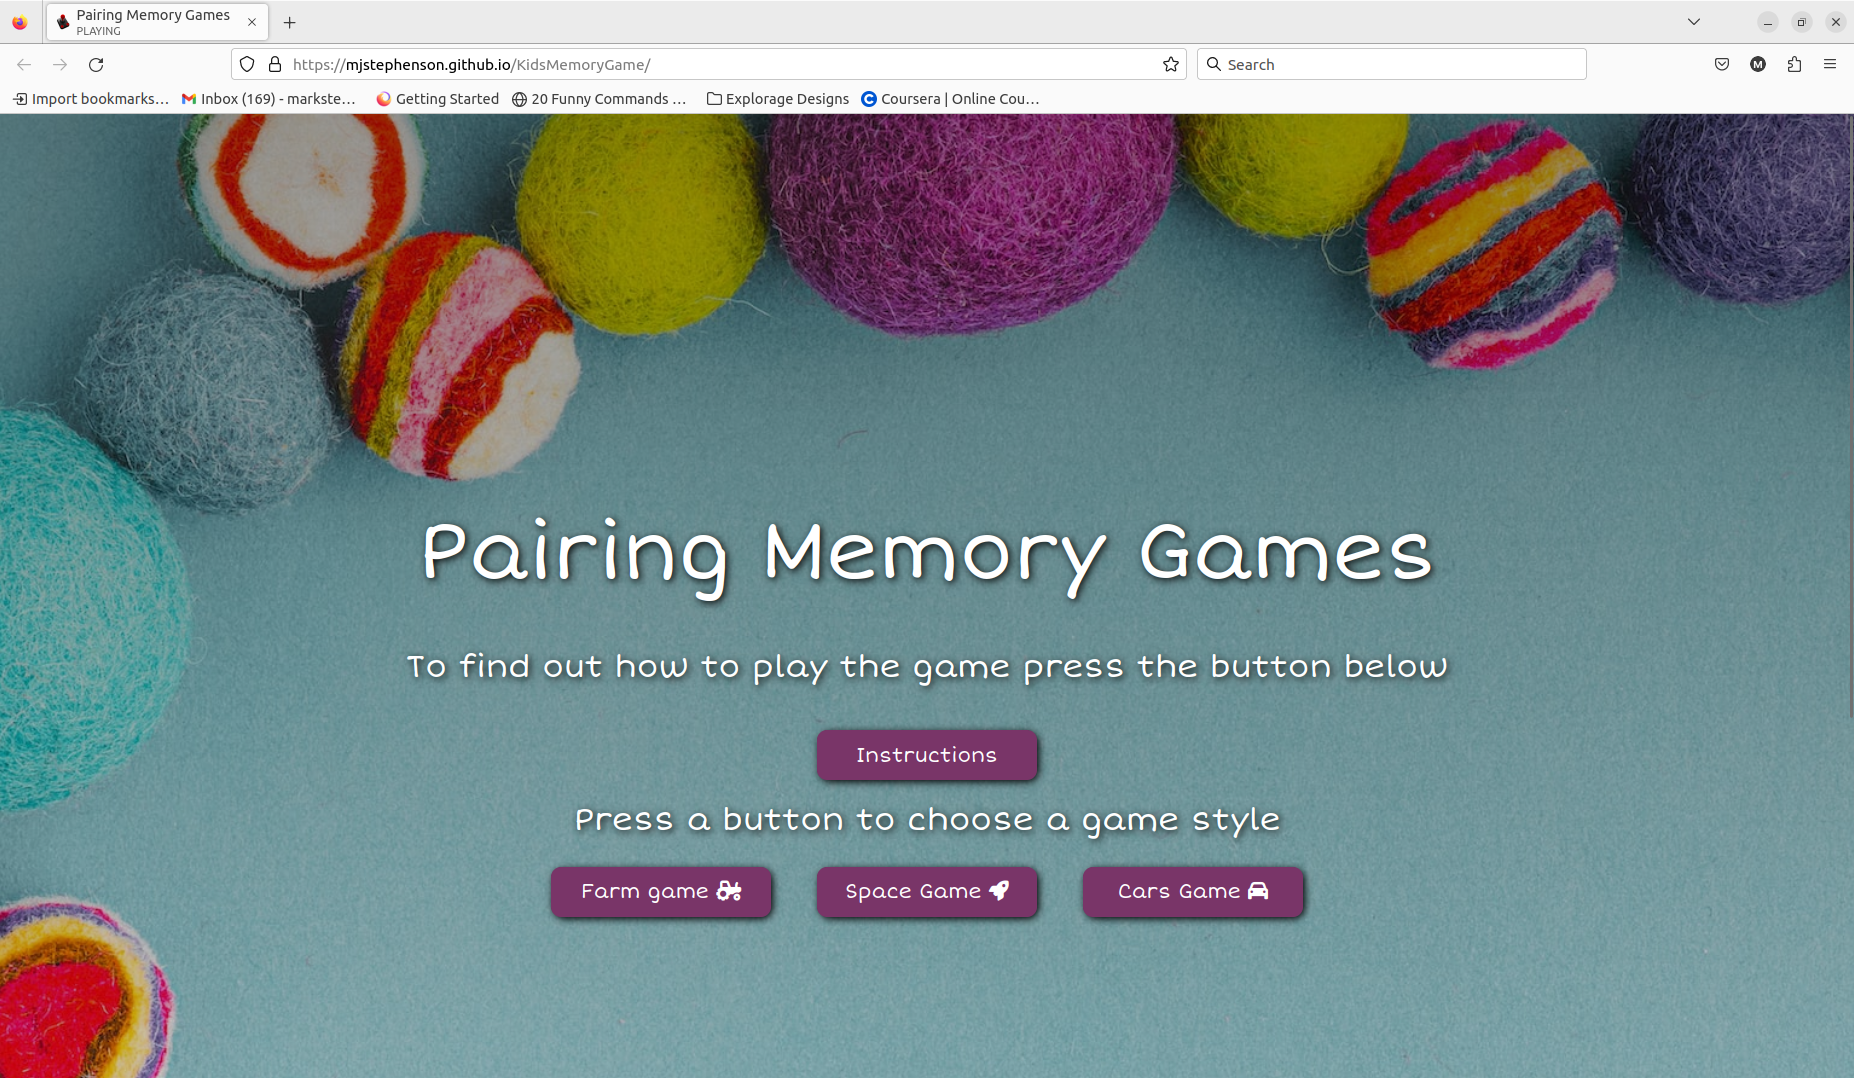 Pairing Memory Games
PLAYING
https://mjstephenson.github.io/KidsMemoryGame/
Search
M
Import bookmarks…
Inbox (169) - markste…
Getting Started
20 Funny Commands …
Explorage Designs
C Coursera | Online Cou…
Pairing Memory Games
To find out how to play the game press the button below
Instructions
Press a button to choose a game style
Farm game
Space Game
Cars Game